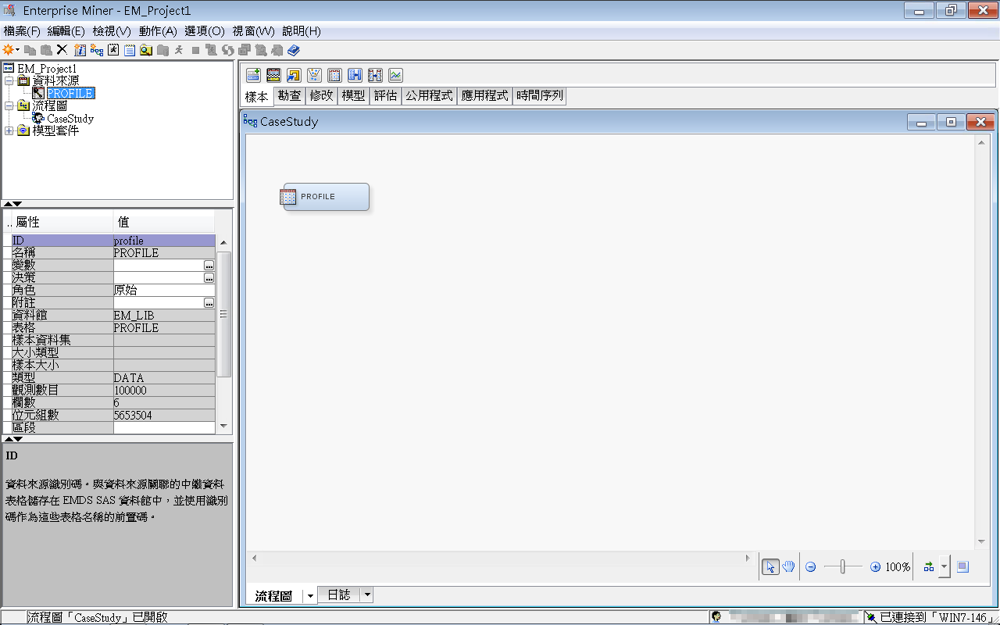 Enterprise Miner - EM_Project1
檔案(F) 編輯(E) 檢視(V) 動作(A) 選項(O) 視窗(W) 說明(H)
EM_Project1
資料來源
PROFILE
流程圖
CaseStudy
模型套件
樣本 勘查 修改 模型 評估 公用程式 應用程式 時間序列
CaseStudy
PROFILE
.. 屬性 值
ID profile
名稱 PROFILE
變數 ...
決策 ...
角色 原始
附註 ...
資料館 EM_LIB
表格 PROFILE
樣本資料集
大小類型
樣本大小
類型 DATA
觀測數目 100000
欄數 6
位元組數 5653504
區段
ID
資料來源識別碼。與資料來源關聯的中繼資料
表格儲存在 EMDS SAS 資料館中，並使用識別
碼作為這些表格名稱的前置碼。
100%
流程圖 日誌
流程圖「CaseStudy」已開啟
已連接到「WIN7-146」